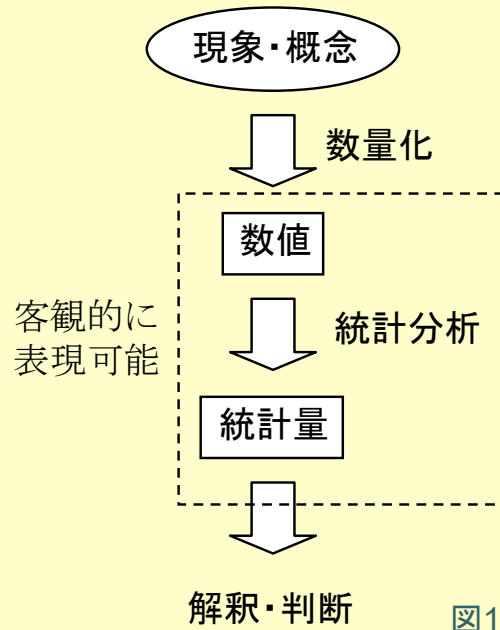 現象・概念
数量化
数値
客観的に
表現可能
統計分析
統計量
解釈・判断
図1